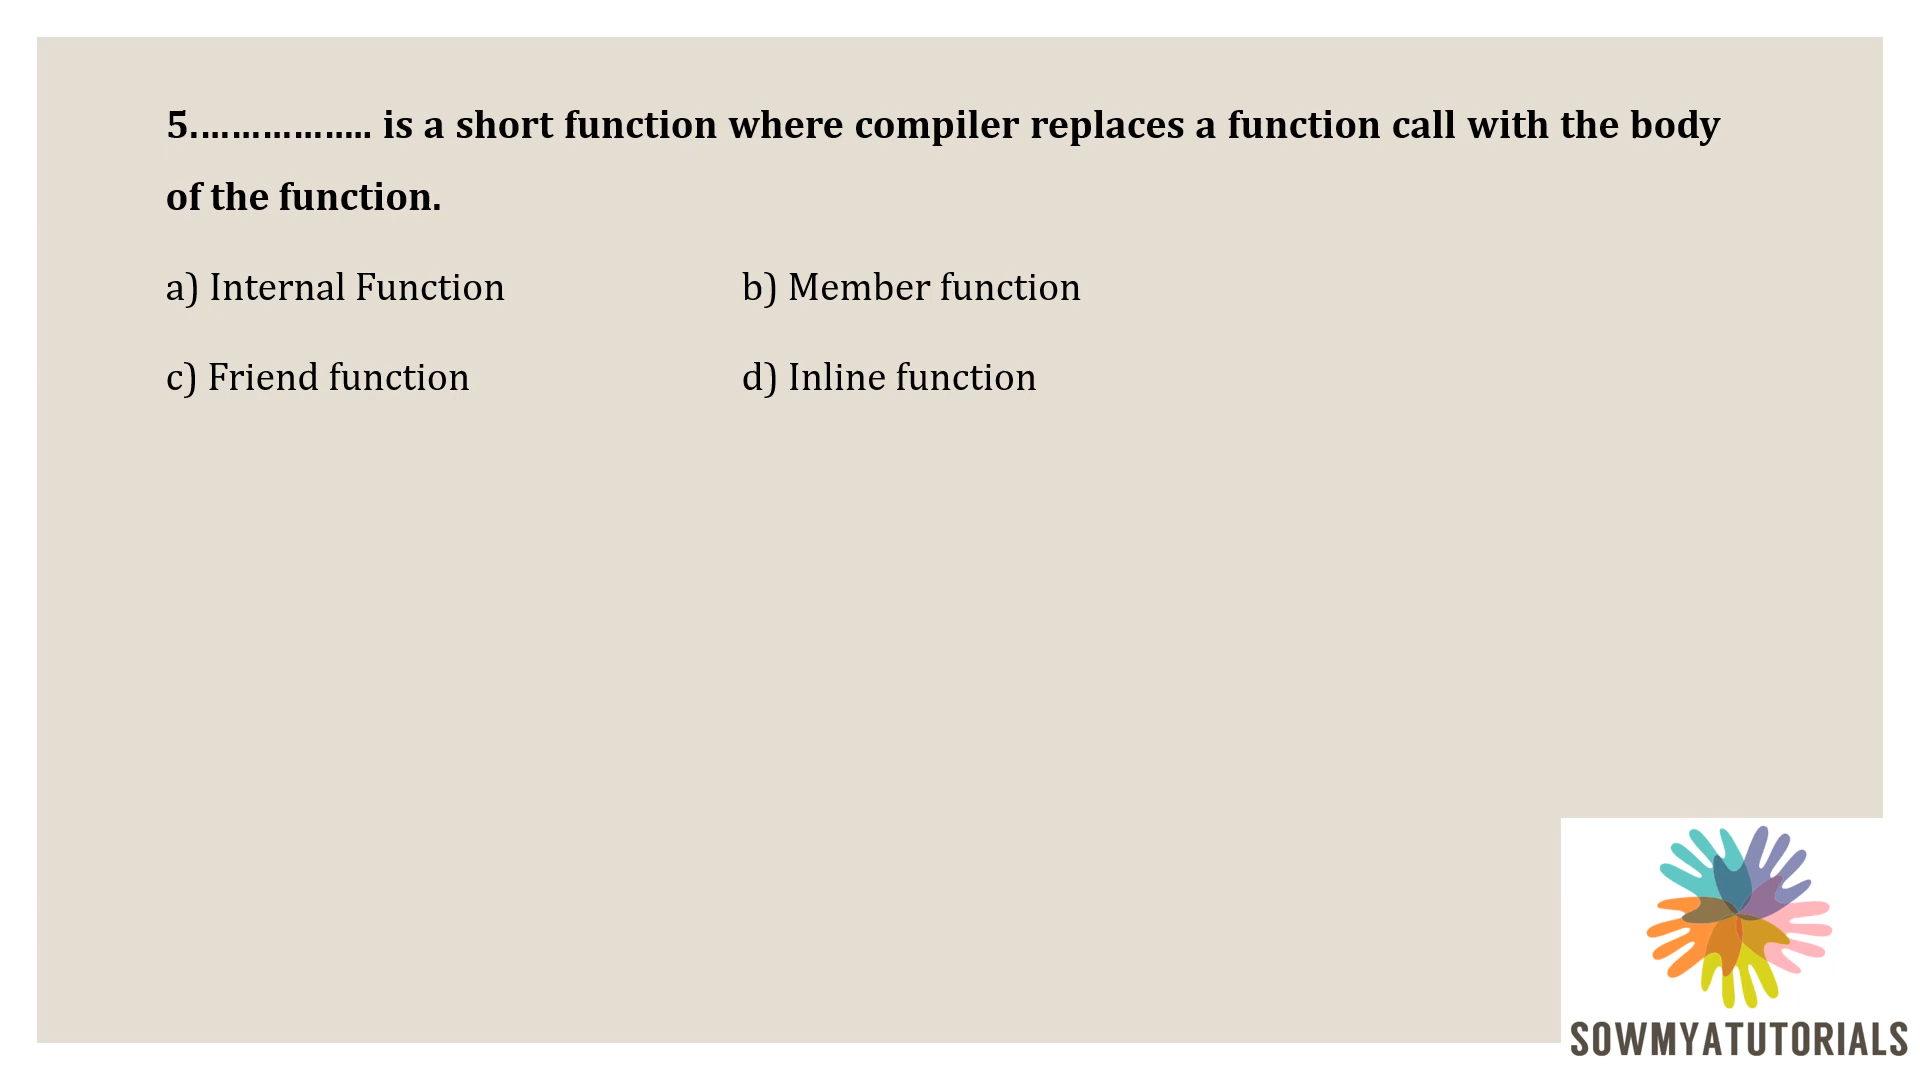 5.…………….. is a short function where compiler replaces a function call with the body
of the function.
a) Internal Function b) Member function
c) Friend function d) Inline function
SOWMYATUTORIALS